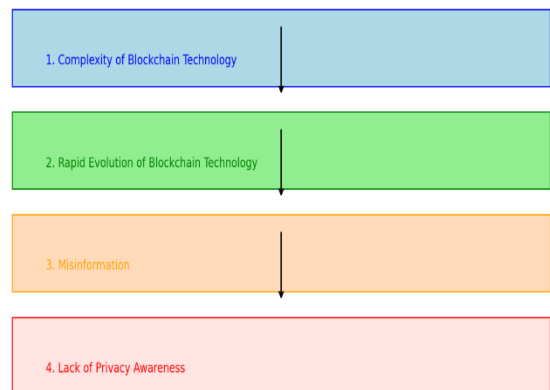 1. Complexity of Blockchain Technology
2. Rapid Evolution of Blockchain Technology
3. Misinformation
4. Lack of Privacy Awareness